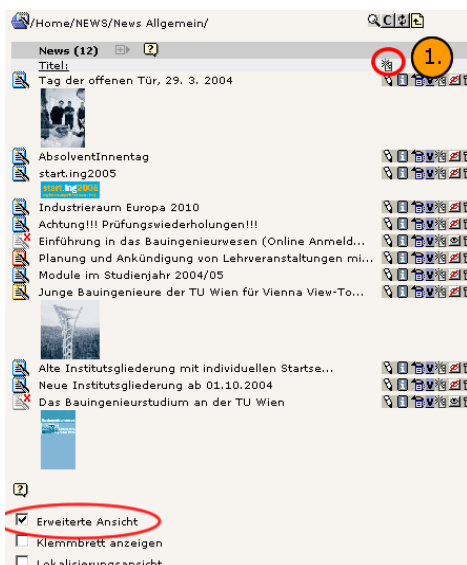 /Home/NEWS/News Allgemein/
News (12)
Titel:
1.
Tag der offenen Tür, 29. 3. 2004
AbsolventInnentag
start.ing2005
start.ing2006
Industrieraum Europa 2010
Achtung!!! Prüfungswiederholungen!!!
Einführung in das Bauingenieurwesen (Online Anmeld...
Planung und Ankündigung von Lehrveranstaltungen mi...
Module im Studienjahr 2004/05
Junge Bauingenieure der TU Wien für Vienna View-To...
Alte Institutsgliederung mit individuellen Startse...
Neue Institutsgliederung ab 01.10.2004
Das Bauingenieurstudium an der TU Wien
Erweiterte Ansicht
Klemmbrett anzeigen
Lokalisierungsansicht